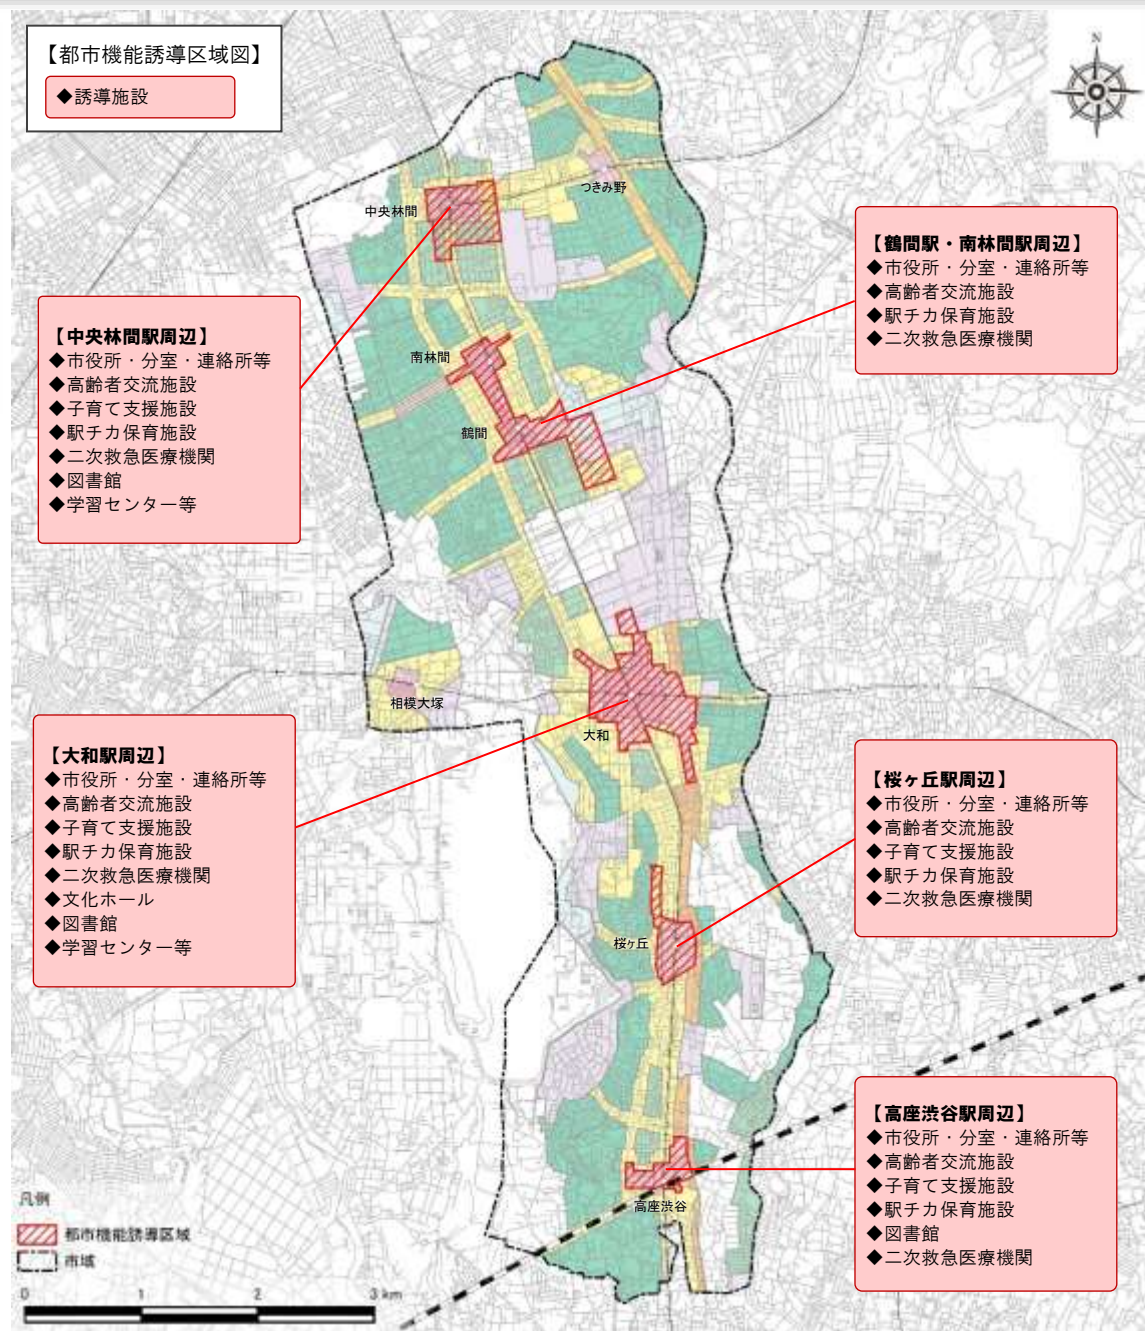 【都市機能誘導区域図】
◆誘導施設
N
つきみ野
中央林間
【鶴間駅・南林間駅周辺】
◆市役所・分室・連絡所等
◆高齢者交流施設
◆駅チカ保育施設
◆二次救急医療機関
【中央林間駅周辺】
◆市役所・分室・連絡所等
◆高齢者交流施設
◆子育て支援施設
◆駅チカ保育施設
◆二次救急医療機関
◆図書館
◆学習センター等
南林間
鶴間
相模大塚
大和
【大和駅周辺】
◆市役所・分室・連絡所等
◆高齢者交流施設
◆子育て支援施設
◆駅チカ保育施設
◆二次救急医療機関
◆文化ホール
◆図書館
◆学習センター等
【桜ヶ丘駅周辺】
◆市役所・分室・連絡所等
◆高齢者交流施設
◆子育て支援施設
◆駅チカ保育施設
◆二次救急医療機関
桜ヶ丘
【高座渋谷駅周辺】
◆市役所・分室・連絡所等
◆高齢者交流施設
◆子育て支援施設
◆駅チカ保育施設
◆図書館
◆二次救急医療機関
高座渋谷
凡例
都市機能誘導区域
市域
0 1 2 3 km